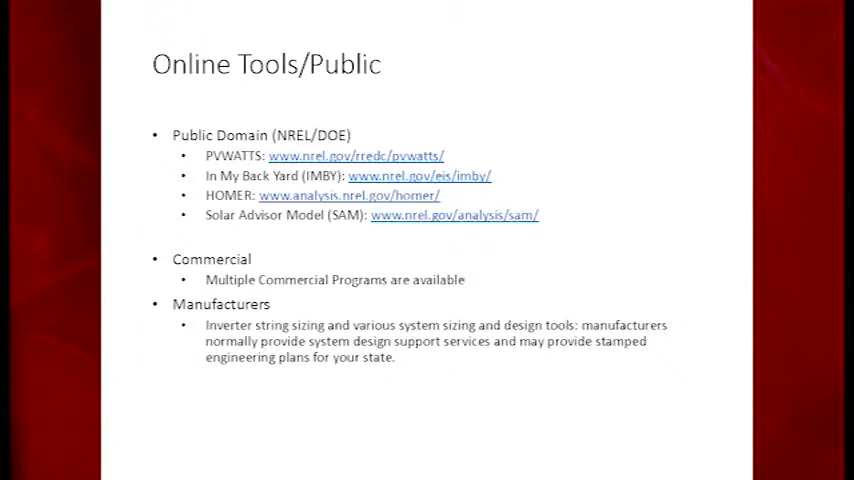 Online Tools/Public
• Public Domain (NREL/DOE)
• PVWATTS: www.nrel.gov/rredc/pvwatts/
• In My Back Yard (IMBY): www.nrel.gov/eis/imby/
• HOMER: www.analysis.nrel.gov/homer/
• Solar Advisor Model (SAM): www.nrel.gov/analysis/sam/
• Commercial
• Multiple Commercial Programs are available
• Manufacturers
• Inverter string sizing and various system sizing and design tools: manufacturers
normally provide system design support services and may provide stamped
engineering plans for your state.